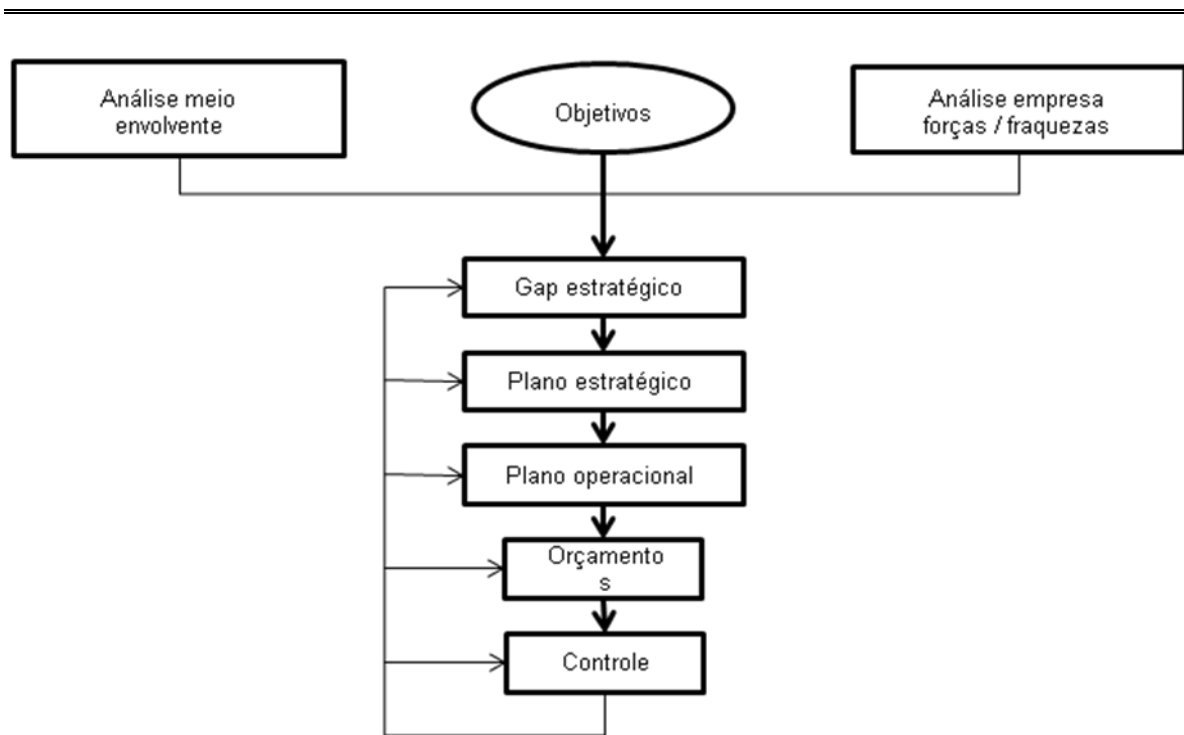 Análise meio
envolvente
Objetivos
Análise empresa
forças / fraquezas
Gap estratégico
Plano estratégico
Plano operacional
Orçamento
s
Controle